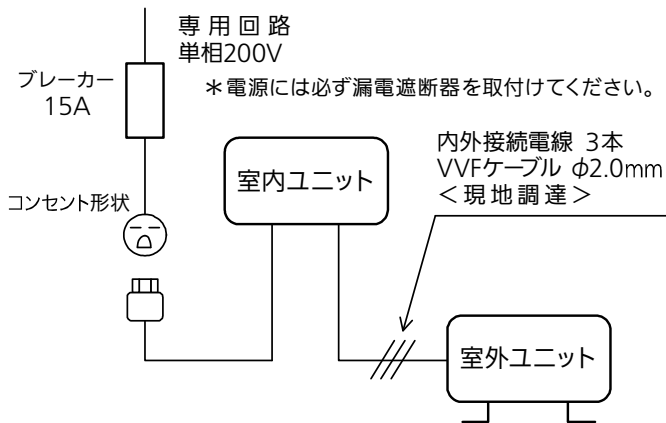 専用回路
単相200V
ブレーカー
15A
＊電源には必ず漏電遮断器を取付けてください。
内外接続電線 3本
VVFケーブル φ2.0mm
＜現地調達＞
室内ユニット
コンセント形状
室外ユニット